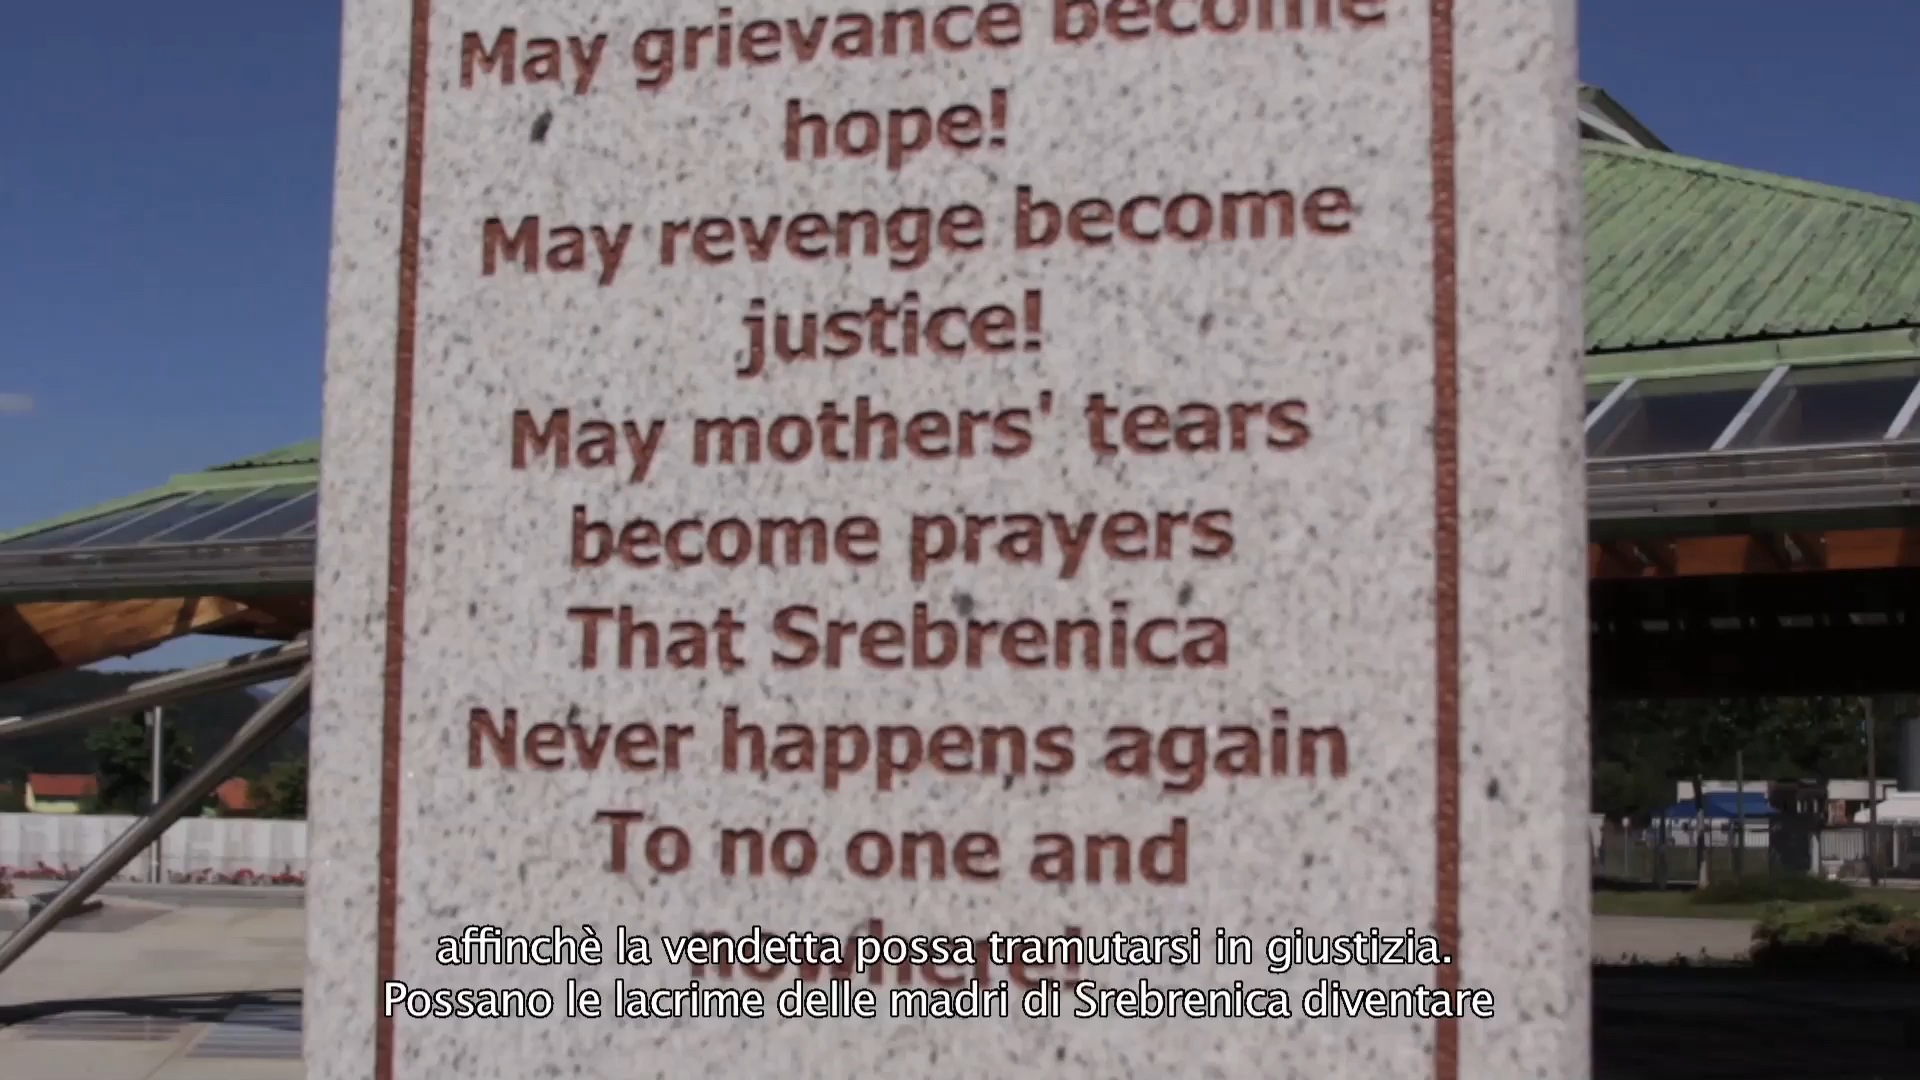 May grievance become
hope!
May revenge become
justice!
May mothers' tears
become prayers
That Srebrenica
Never happens again
To no one and
nowhere!
affinchè la vendetta possa tramutarsi in giustizia.
Possano le lacrime delle madri di Srebrenica diventare